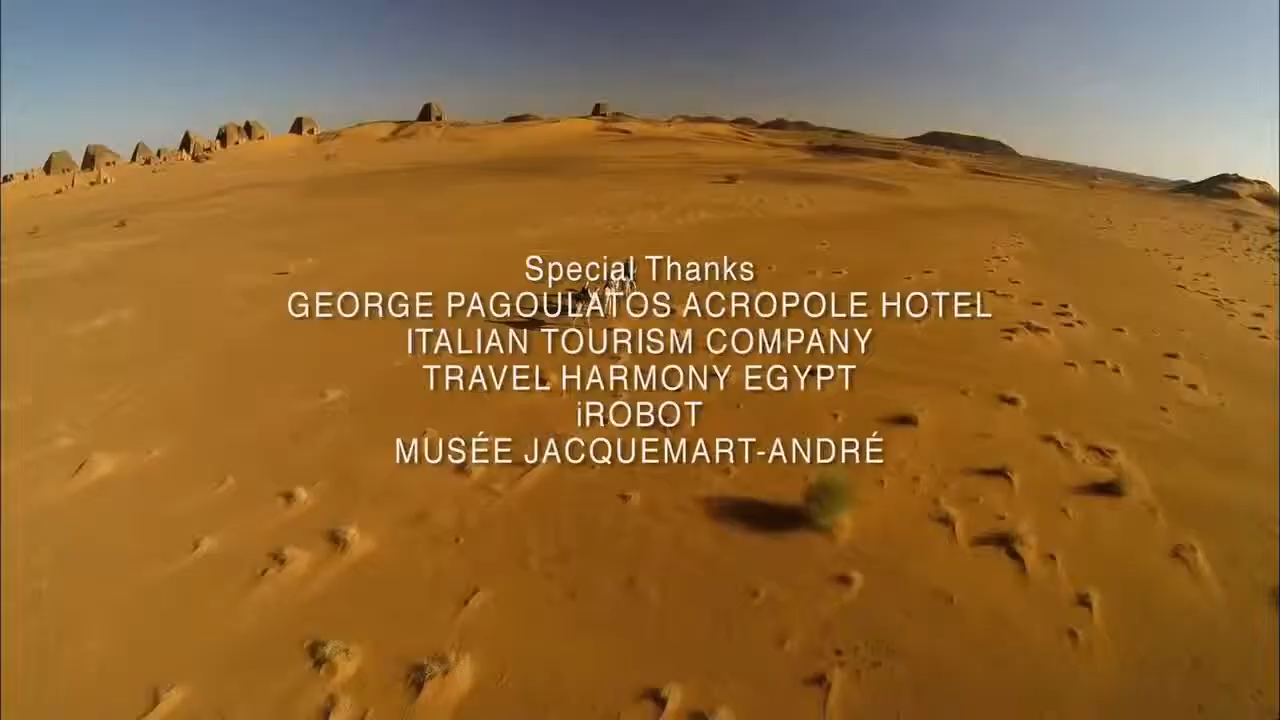 Special Thanks
GEORGE PAGOULATOS ACROPOLE HOTEL
ITALIAN TOURISM COMPANY
TRAVEL HARMONY EGYPT
iROBOT
MUSÉE JACQUEMART-ANDRÉ